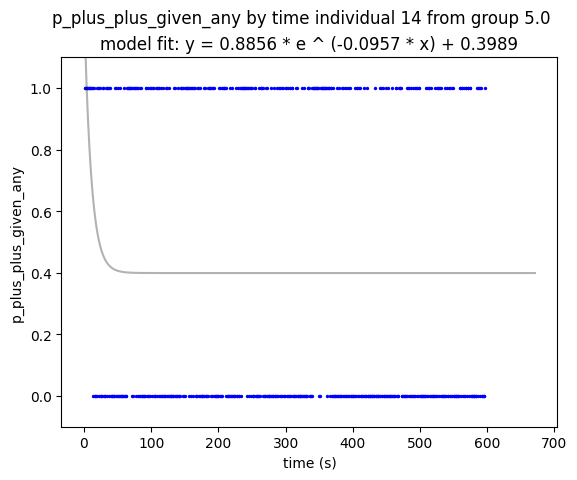 p_plus_plus_given_any by time individual 14 from group 5.0
model fit: y = 0.8856 * e ^ (-0.0957 * x) + 0.3989
p_plus_plus_given_any
1.0
0.8
0.6
0.4
0.2
0.0
0 100 200 300 400 500 600 700
time (s)